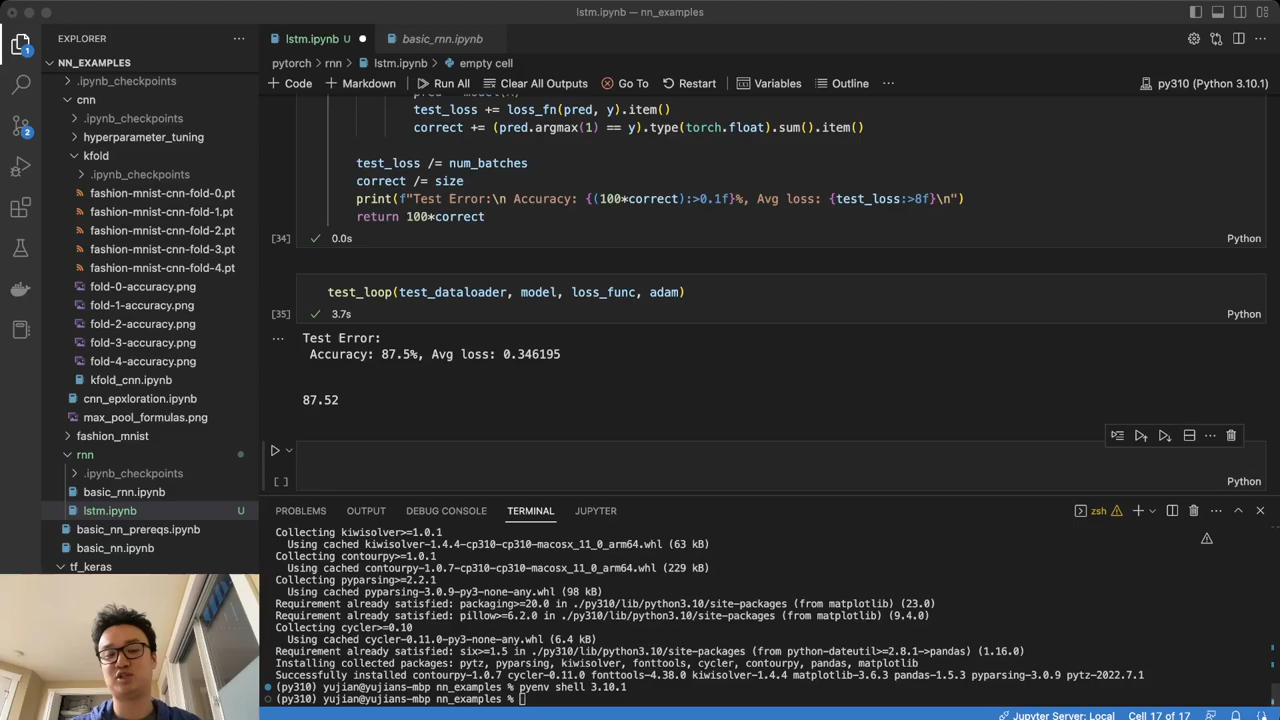 lstm.ipynb — nn_examples
EXPLORER
lstm.ipynb U
basic_rnn.ipynb
NN_EXAMPLES
pytorch > rnn > lstm.ipynb > empty cell
+ Code + Markdown Run All Clear All Outputs Go To Restart Variables Outline ... py310 (Python 3.10.1)
.ipynb_checkpoints
cnn
.ipynb_checkpoints
hyperparameter_tuning
kfold
.ipynb_checkpoints
fashion-mnist-cnn-fold-0.pt
fashion-mnist-cnn-fold-1.pt
fashion-mnist-cnn-fold-2.pt
fashion-mnist-cnn-fold-3.pt
fashion-mnist-cnn-fold-4.pt
fold-0-accuracy.png
fold-1-accuracy.png
fold-2-accuracy.png
fold-3-accuracy.png
fold-4-accuracy.png
kfold_cnn.ipynb
cnn_epxloration.ipynb
max_pool_formulas.png
fashion_mnist
rnn
.ipynb_checkpoints
basic_rnn.ipynb
lstm.ipynb U
basic_nn_prereqs.ipynb
basic_nn.ipynb
tf_keras
1
2
test_loss += loss_fn(pred, y).item()
correct += (pred.argmax(1) == y).type(torch.float).sum().item()
test_loss /= num_batches
correct /= size
print(f"Test Error:\n Accuracy: {(100*correct):>0.1f}%, Avg loss: {test_loss:>8f}\n")
return 100*correct
[34] ✓ 0.0s Python
test_loop(test_dataloader, model, loss_func, adam)
[35] ✓ 3.7s Python
... Test Error:
Accuracy: 87.5%, Avg loss: 0.346195
87.52
[ ] Python
PROBLEMS OUTPUT DEBUG CONSOLE TERMINAL JUPYTER zsh
Collecting kiwisolver>=1.0.1
Using cached kiwisolver-1.4.4-cp310-cp310-macosx_11_0_arm64.whl (63 kB)
Collecting contourpy>=1.0.1
Using cached contourpy-1.0.7-cp310-cp310-macosx_11_0_arm64.whl (229 kB)
Collecting pyparsing>=2.2.1
Using cached pyparsing-3.0.9-py3-none-any.whl (98 kB)
Requirement already satisfied: packaging>=20.0 in ./py310/lib/python3.10/site-packages (from matplotlib) (23.0)
Requirement already satisfied: pillow>=6.2.0 in ./py310/lib/python3.10/site-packages (from matplotlib) (9.4.0)
Collecting cycler>=0.10
Using cached cycler-0.11.0-py3-none-any.whl (6.4 kB)
Requirement already satisfied: six>=1.5 in ./py310/lib/python3.10/site-packages (from python-dateutil>=2.8.1->pandas) (1.16.0)
Installing collected packages: pytz, pyparsing, kiwisolver, fonttools, cycler, contourpy, pandas, matplotlib
Successfully installed contourpy-1.0.7 cycler-0.11.0 fonttools-4.38.0 kiwisolver-1.4.4 matplotlib-3.6.3 pandas-1.5.3 pyparsing-3.0.9 pytz-2022.7.1
(py310) yujian@yujians-mbp nn_examples % pyenv shell 3.10.1
(py310) yujian@yujians-mbp nn_examples %
Jupyter Server: Local Cell 17 of 17